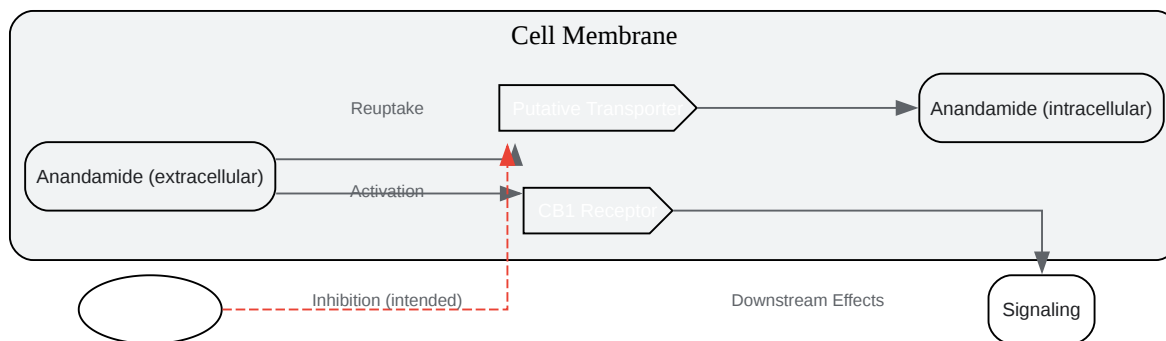 Cell Membrane
Reuptake
Putative Transporter
Anandamide (intracellular)
Anandamide (extracellular)
Activation
CB1 Receptor
Inhibition (intended)
Downstream Effects
Signaling